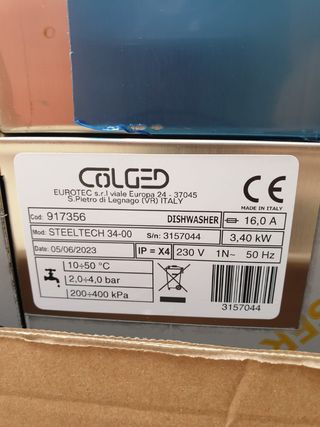 COLGED
EUROTEC s.r.l viale Europa 24 - 37045
S.Pietro di Legnago (VR) ITALY
CE
MADE IN ITALY
Cod: 917356 DISHWASHER 16,0 A
Mod: STEELTECH 34-00 S/n: 3157044 3,40 kW
Date: 05/06/2023 IP = X4 230 V 1N~ 50 Hz
10÷50 °C
2,0÷4,0 bar
200÷400 kPa
3157044